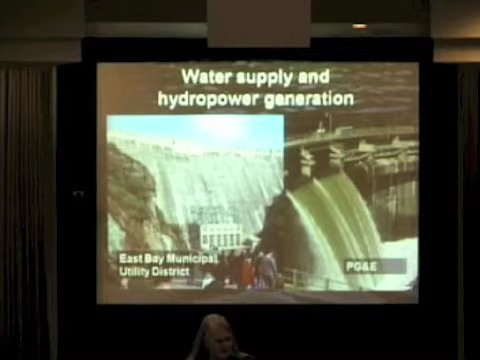 Water supply and
hydropower generation
East Bay Municipal
Utility District
PG&E